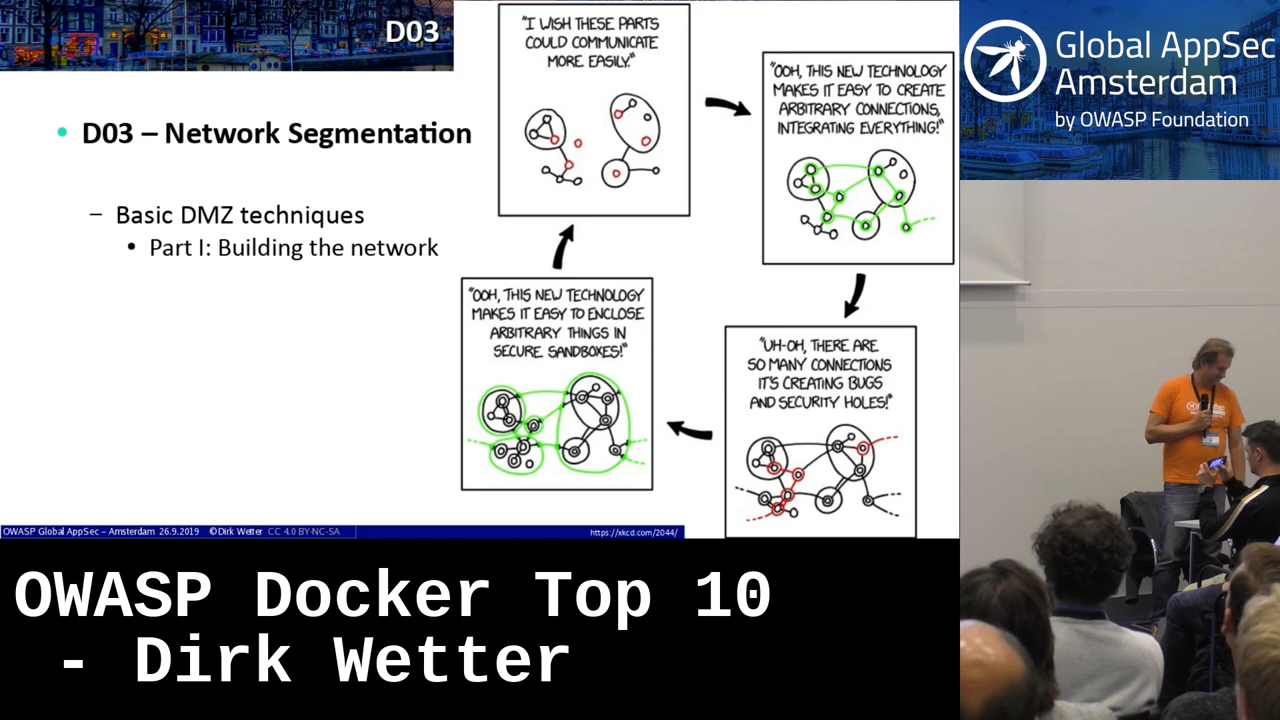 D03
• D03 – Network Segmentation
– Basic DMZ techniques
• Part I: Building the network
"I WISH THESE PARTS
COULD COMMUNICATE
MORE EASILY."
"OOH, THIS NEW TECHNOLOGY
MAKES IT EASY TO CREATE
ARBITRARY CONNECTIONS,
INTEGRATING EVERYTHING!"
"UH-OH, THERE ARE
SO MANY CONNECTIONS
IT'S CREATING BUGS
AND SECURITY HOLES!"
"OOH, THIS NEW TECHNOLOGY
MAKES IT EASY TO ENCLOSE
ARBITRARY THINGS IN
SECURE SANDBOXES!"
OWASP Global AppSec – Amsterdam 26.9.2019 ©Dirk Wetter CC 4.0 BY-NC-SA
https://xkcd.com/2044/
Global AppSec
Amsterdam
by OWASP Foundation
OWASP Docker Top 10
- Dirk Wetter